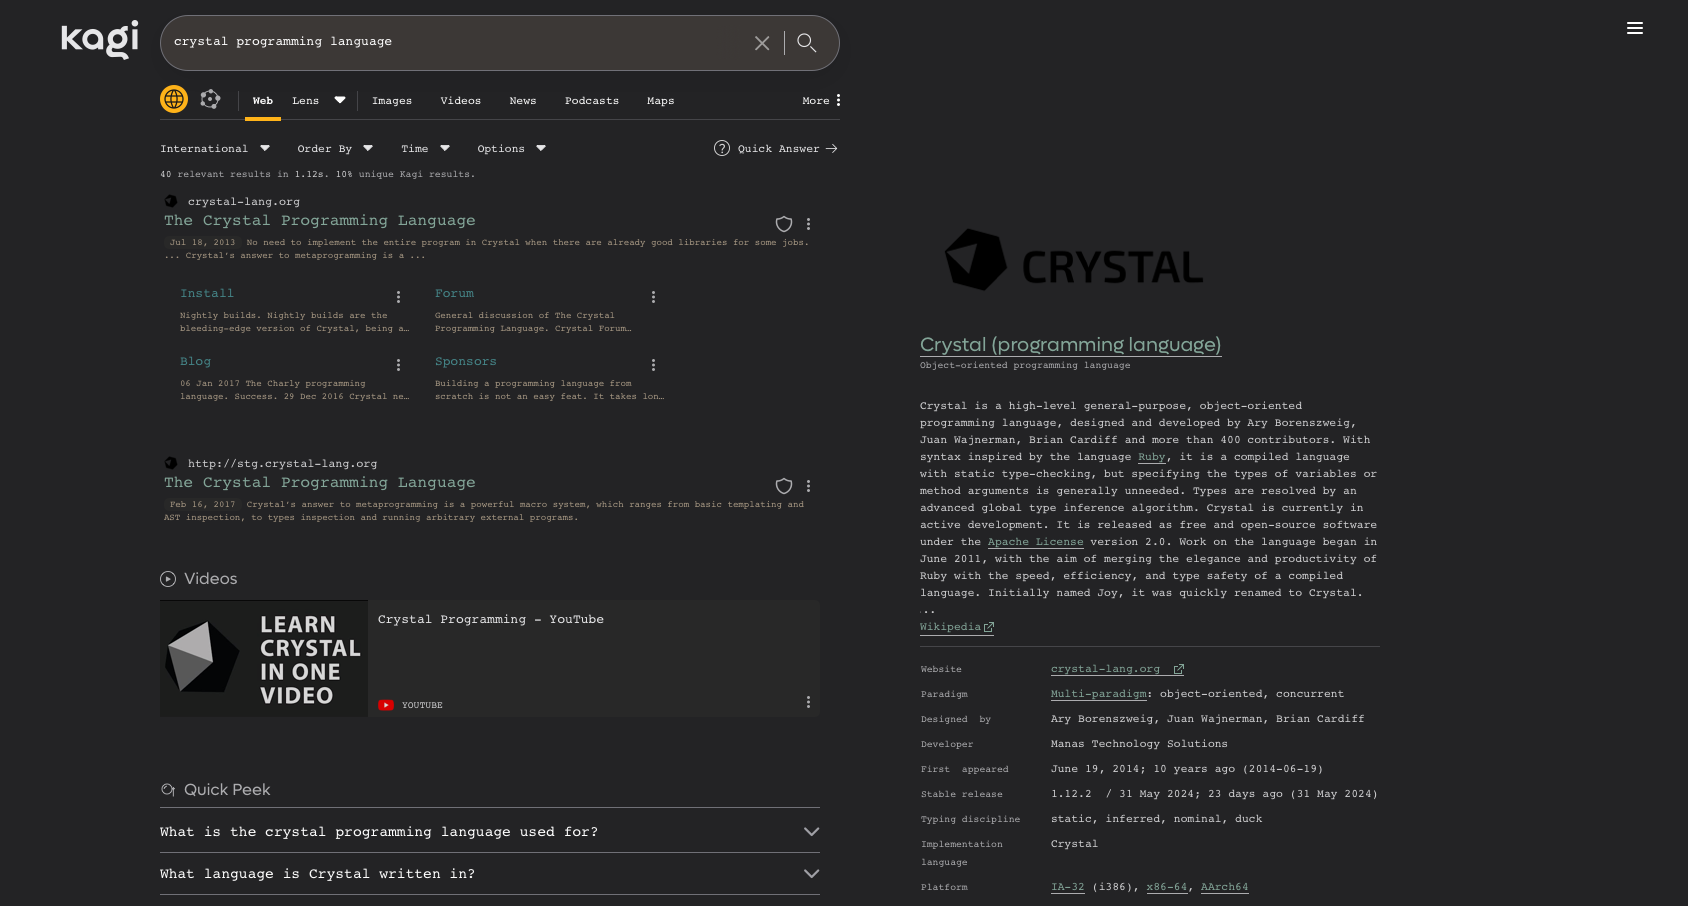 kagi
crystal programming language
Web
Lens
Images
Videos
News
Podcasts
Maps
More
International
Order By
Time
Options
Quick Answer
40 relevant results in 1.12s. 10% unique Kagi results.
crystal-lang.org
The Crystal Programming Language
Jul 18, 2013 No need to implement the entire program in Crystal when there are already good libraries for some jobs.
... Crystal's answer to metaprogramming is a ...
Install
Nightly builds. Nightly builds are the
bleeding-edge version of Crystal, being a…
Forum
General discussion of The Crystal
Programming Language. Crystal Forum…
Blog
06 Jan 2017 The Charly programming
language. Success. 29 Dec 2016 Crystal ne…
Sponsors
Building a programming language from
scratch is not an easy feat. It takes lon…
http://stg.crystal-lang.org
The Crystal Programming Language
Feb 16, 2017 Crystal's answer to metaprogramming is a powerful macro system, which ranges from basic templating and
AST inspection, to types inspection and running arbitrary external programs.
Videos
LEARN
CRYSTAL
IN ONE
VIDEO
Crystal Programming - YouTube
YOUTUBE
Quick Peek
What is the crystal programming language used for?
What language is Crystal written in?
CRYSTAL
Crystal (programming language)
Object-oriented programming language
Crystal is a high-level general-purpose, object-oriented
programming language, designed and developed by Ary Borenszweig,
Juan Wajnerman, Brian Cardiff and more than 400 contributors. With
syntax inspired by the language Ruby, it is a compiled language
with static type-checking, but specifying the types of variables or
method arguments is generally unneeded. Types are resolved by an
advanced global type inference algorithm. Crystal is currently in
active development. It is released as free and open-source software
under the Apache License version 2.0. Work on the language began in
June 2011, with the aim of merging the elegance and productivity of
Ruby with the speed, efficiency, and type safety of a compiled
language. Initially named Joy, it was quickly renamed to Crystal.
...
Wikipedia
Website crystal-lang.org
Paradigm Multi-paradigm: object-oriented, concurrent
Designed by Ary Borenszweig, Juan Wajnerman, Brian Cardiff
Developer Manas Technology Solutions
First appeared June 19, 2014; 10 years ago (2014-06-19)
Stable release 1.12.2 / 31 May 2024; 23 days ago (31 May 2024)
Typing discipline static, inferred, nominal, duck
Implementation Crystal
language
Platform IA-32 (i386), x86-64, AArch64